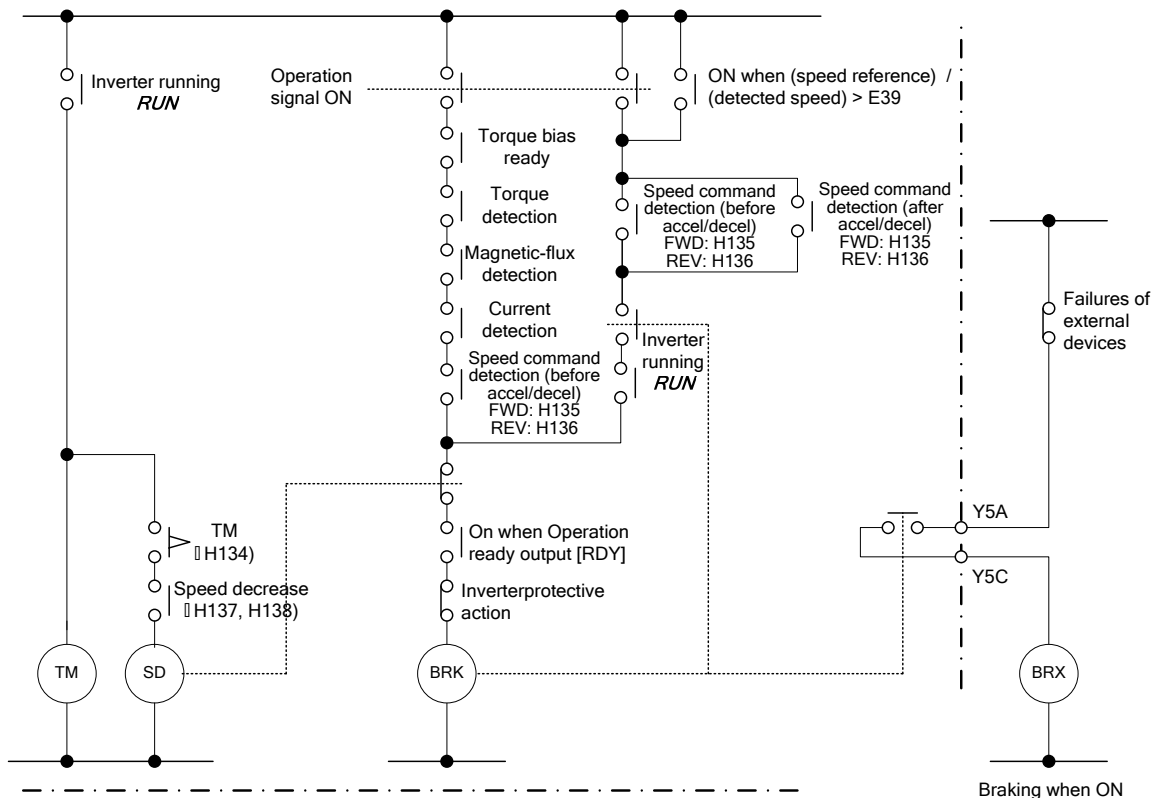 Inverter running
RUN
Operation
signal ON
ON when (speed reference) /
(detected speed) > E39
Torque bias
ready
Torque
detection
Magnetic-flux
detection
Current
detection
Speed command
detection (before
accel/decel)
FWD: H135
REV: H136
Speed command
detection (before
accel/decel)
FWD: H135
REV: H136
Speed command
detection (after
accel/decel)
FWD: H135
REV: H136
Inverter
running
RUN
Failures of
external
devices
TM
H134)
Speed decrease
H137, H138)
On when Operation
ready output [RDY]
Inverterprotective
action
Y5A
Y5C
TM
SD
BRK
BRX
Braking when ON